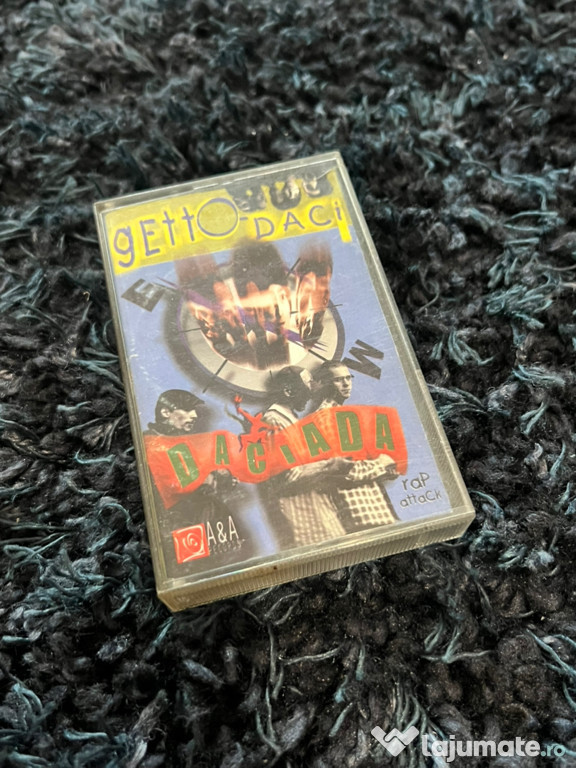 gEttO
DACi
E
M
DACiADA
raP
attaCk
A&A
lajumate.ro